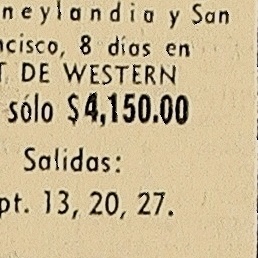 neylandia y San
ncisco, 8 días en
T DE WESTERN
sólo $4,150.00
Salidas:
pt. 13, 20, 27.